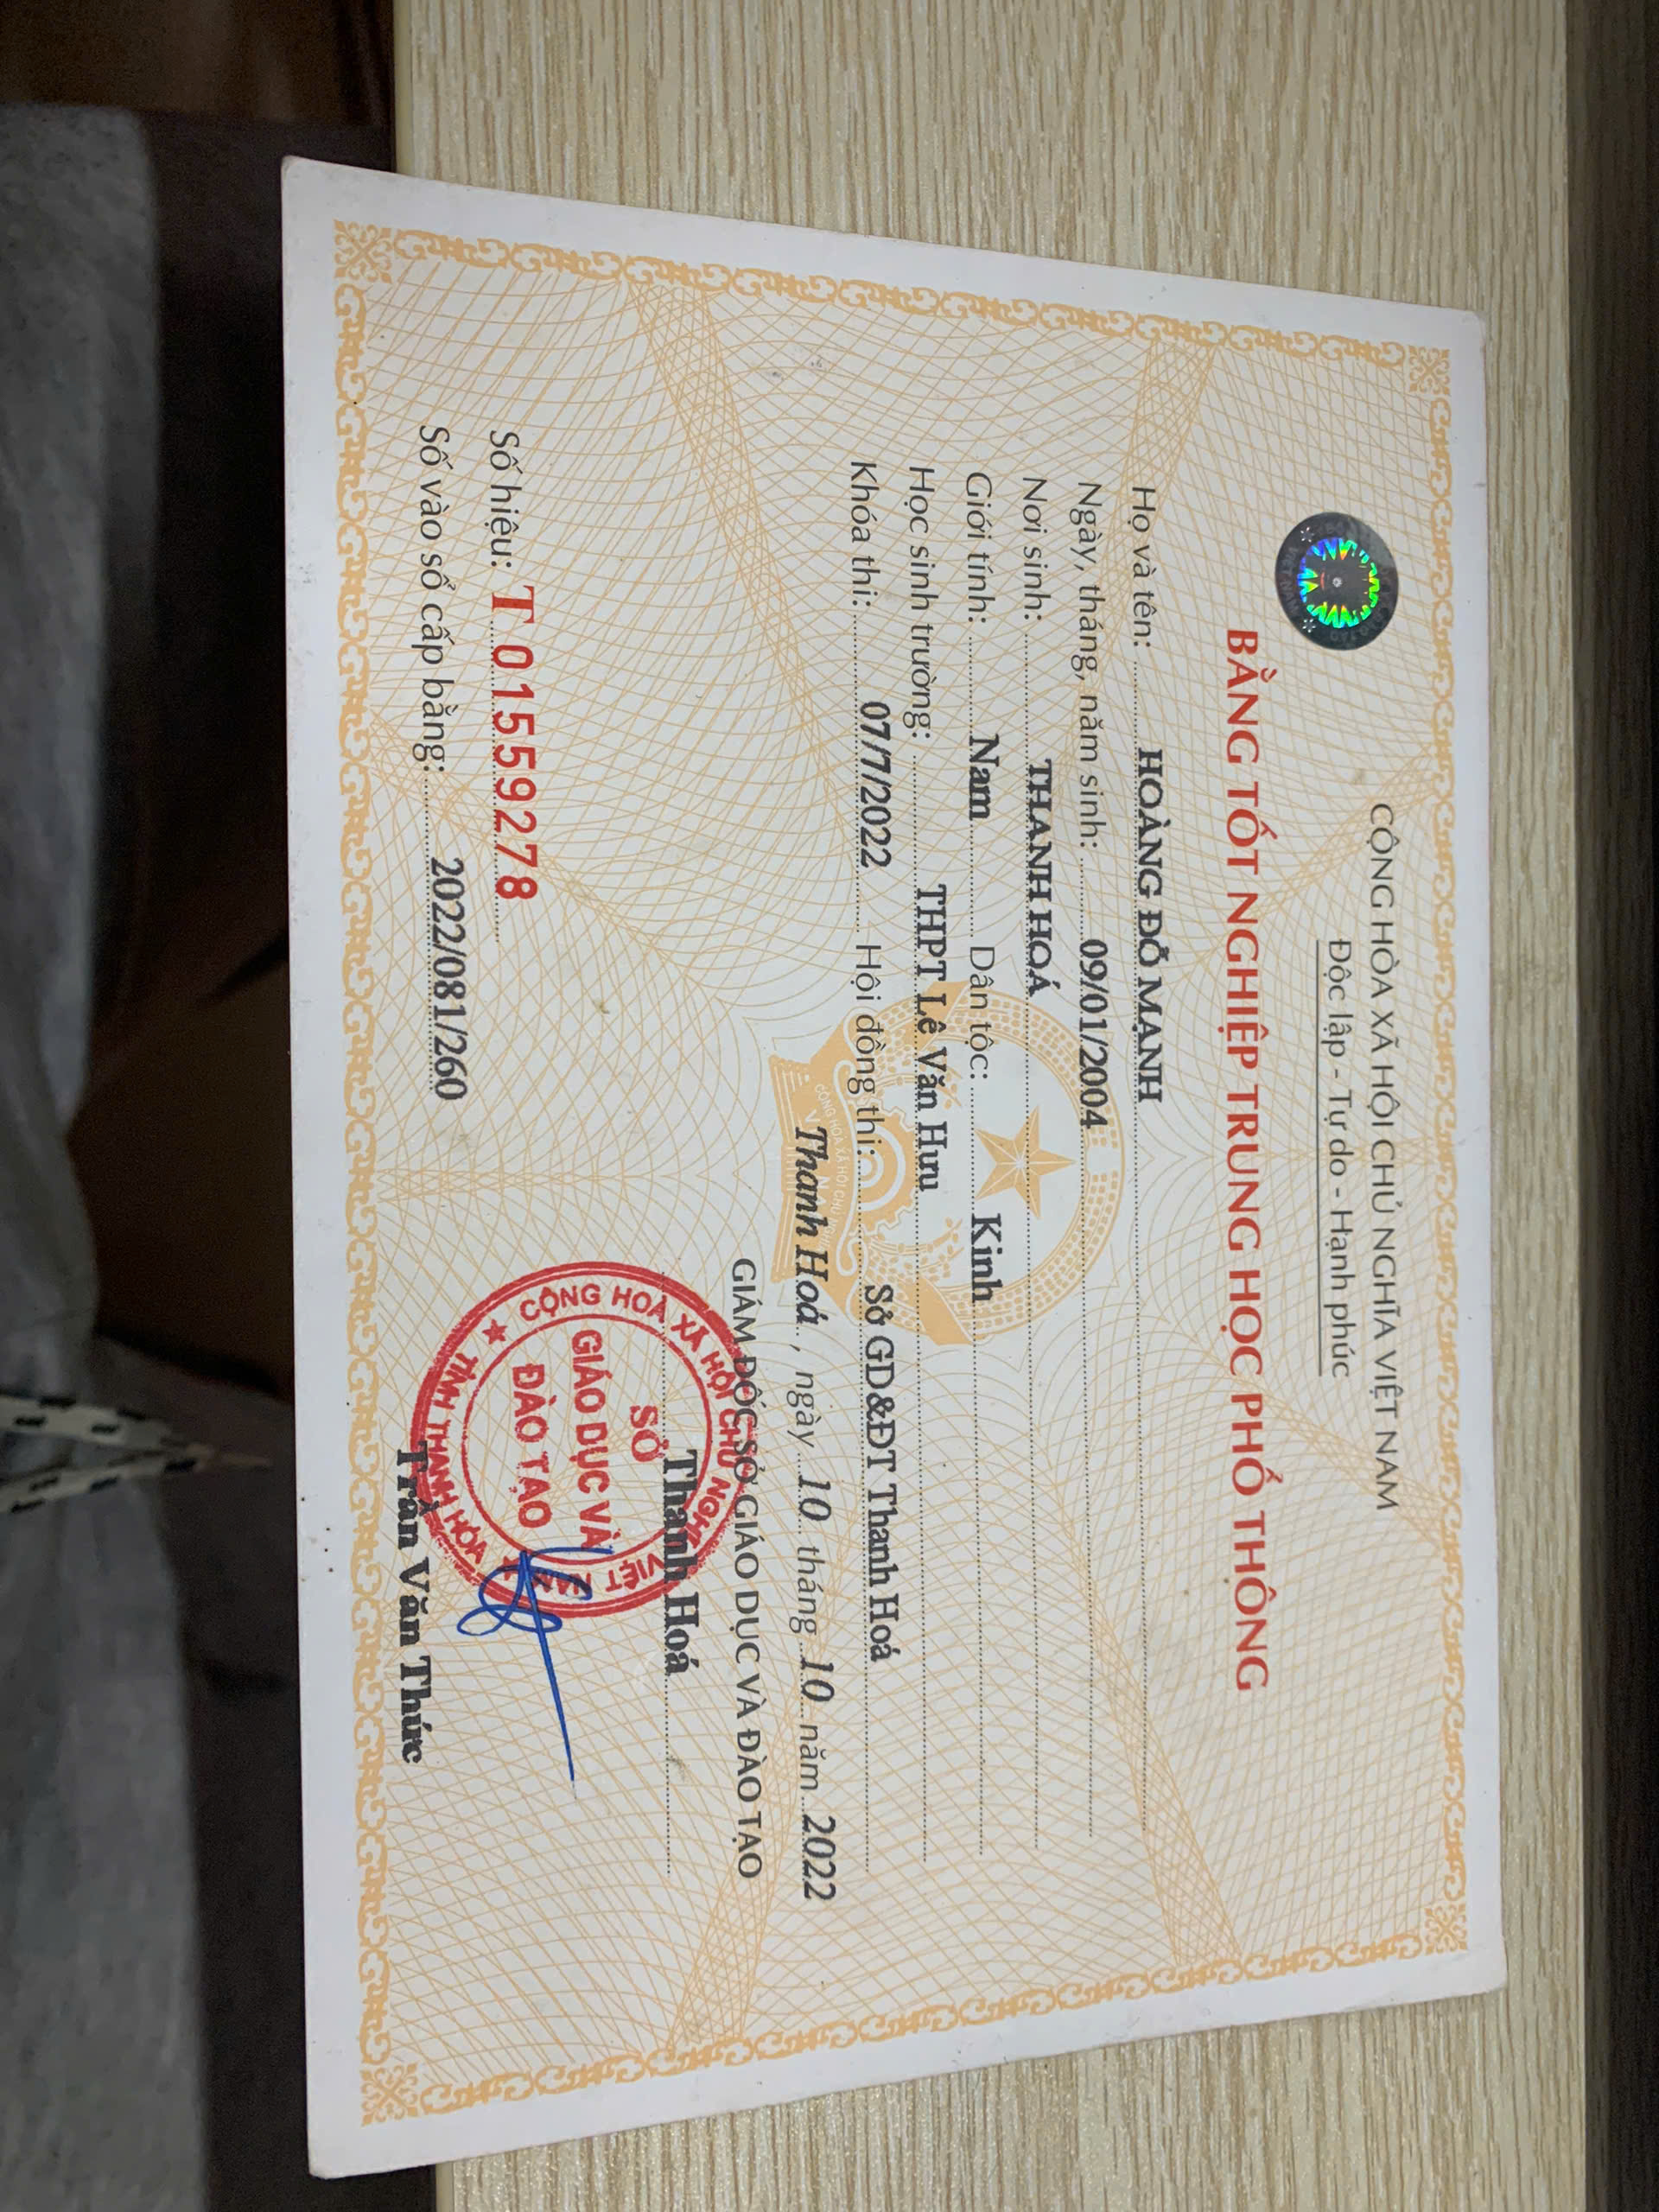 CỘNG HÒA XÃ HỘI CHỦ NGHĨA VIỆT NAM
Độc lập - Tự do - Hạnh phúc
BẰNG TỐT NGHIỆP TRUNG HỌC PHỔ THÔNG
Họ và tên: HOÀNG ĐỖ MẠNH
Ngày, tháng, năm sinh: 09/01/2004
Nơi sinh: THANH HOÁ
Giới tính: Nam Dân tộc: Kinh
Học sinh trường: THPT Lê Văn Hưu
Khóa thi: 07/7/2022 Hội đồng thi: Sở GD&ĐT Thanh Hoá
Thanh Hoá, ngày 10 tháng 10 năm 2022
GIÁM ĐỐC SỞ GIÁO DỤC VÀ ĐÀO TẠO
Thanh Hoá
CỘNG HOÀ XÃ HỘI CHỦ NGHĨA VIỆT NAM
SỞ
GIÁO DỤC VÀ
ĐÀO TẠO
TỈNH THANH HÓA
Số hiệu: T 01559278
Số vào sổ cấp bằng: 2022/081/260
Trần Văn Thức